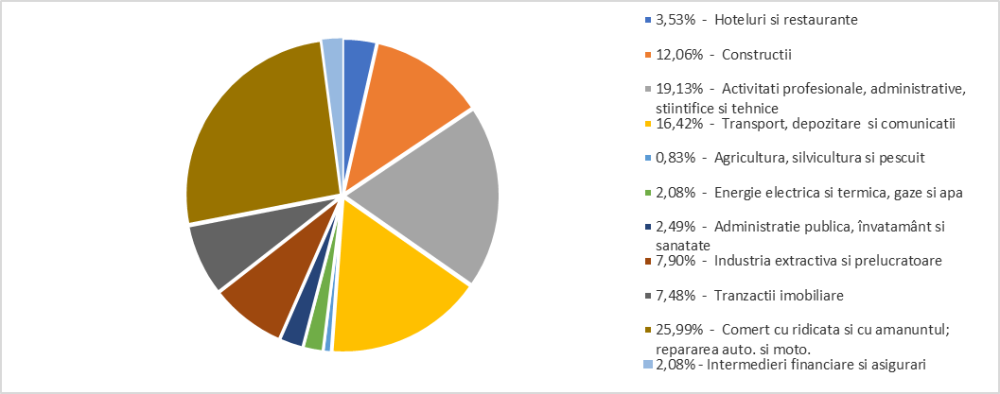 3,53% - Hoteluri si restaurante
12,06% - Constructii
19,13% - Activitati profesionale, administrative,
stiintifice si tehnice
16,42% - Transport, depozitare si comunicatii
0,83% - Agricultura, silvicultura si pescuit
2,08% - Energie electrica si termica, gaze si apa
2,49% - Administratie publica, învatamânt si
sanatate
7,90% - Industria extractiva si prelucratoare
7,48% - Tranzactii imobiliare
25,99% - Comert cu ridicata si cu amanuntul;
repararea auto. si moto.
2,08% - Intermedieri financiare si asigurari